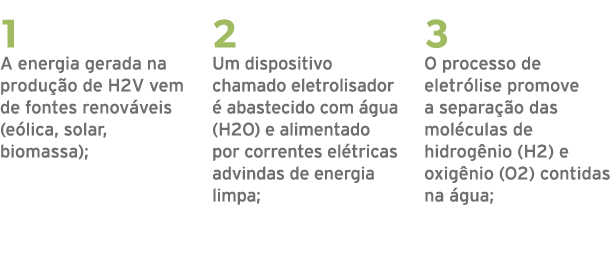 1
A energia gerada na
produção de H2V vem
de fontes renováveis
(eólica, solar,
biomassa);
2
Um dispositivo
chamado eletrolisador
é abastecido com água
(H2O) e alimentado
por correntes elétricas
advindas de energia
limpa;
3
O processo de
eletrólise promove
a separação das
moléculas de
hidrogênio (H2) e
oxigênio (O2) contidas
na água;